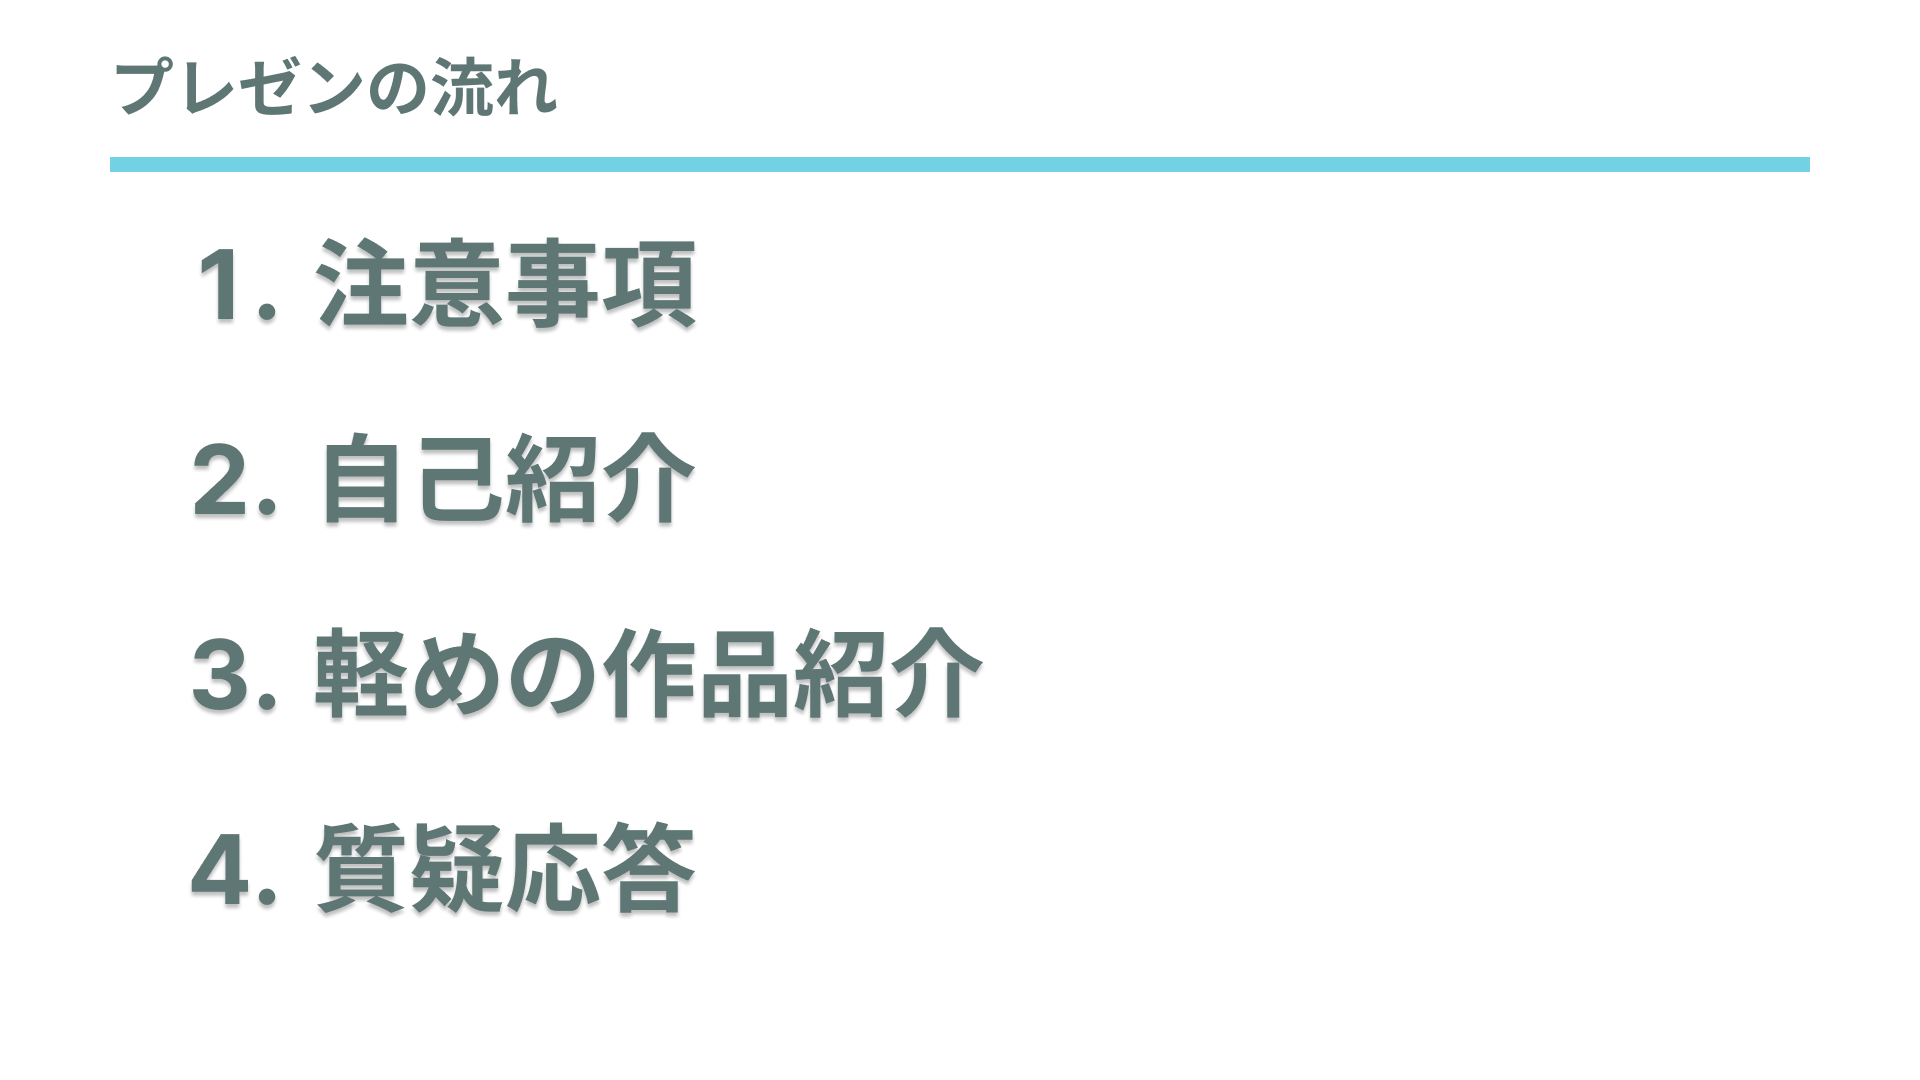 プレゼンの流れ
1. 注意事項
2. 自己紹介
3. 軽めの作品紹介
4. 質疑応答